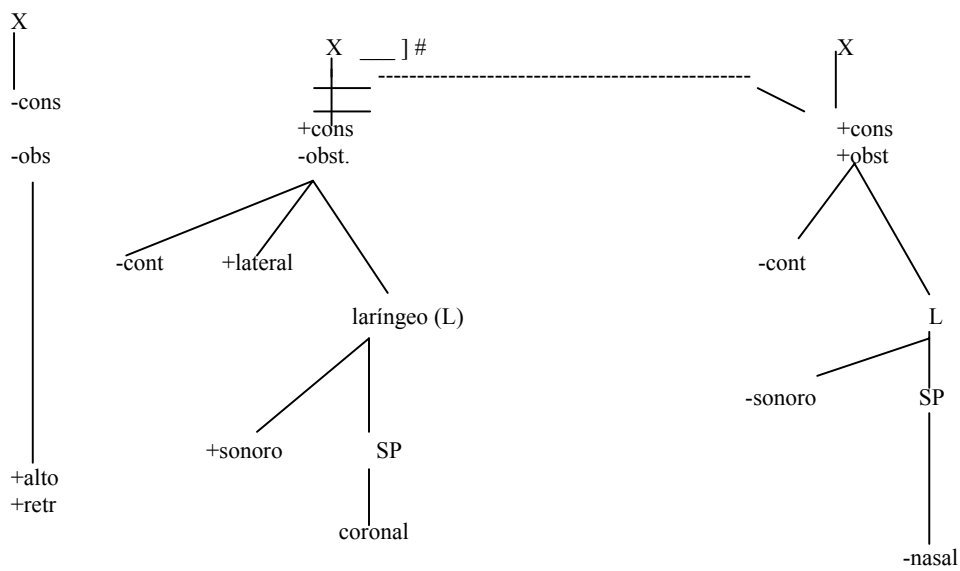 X
X ___ ] #
X
-cons
+cons
+cons
-obs
-obst.
+obst
-cont
+lateral
-cont
laríngeo (L)
L
-sonoro
SP
+sonoro
SP
+alto
+retr
coronal
-nasal